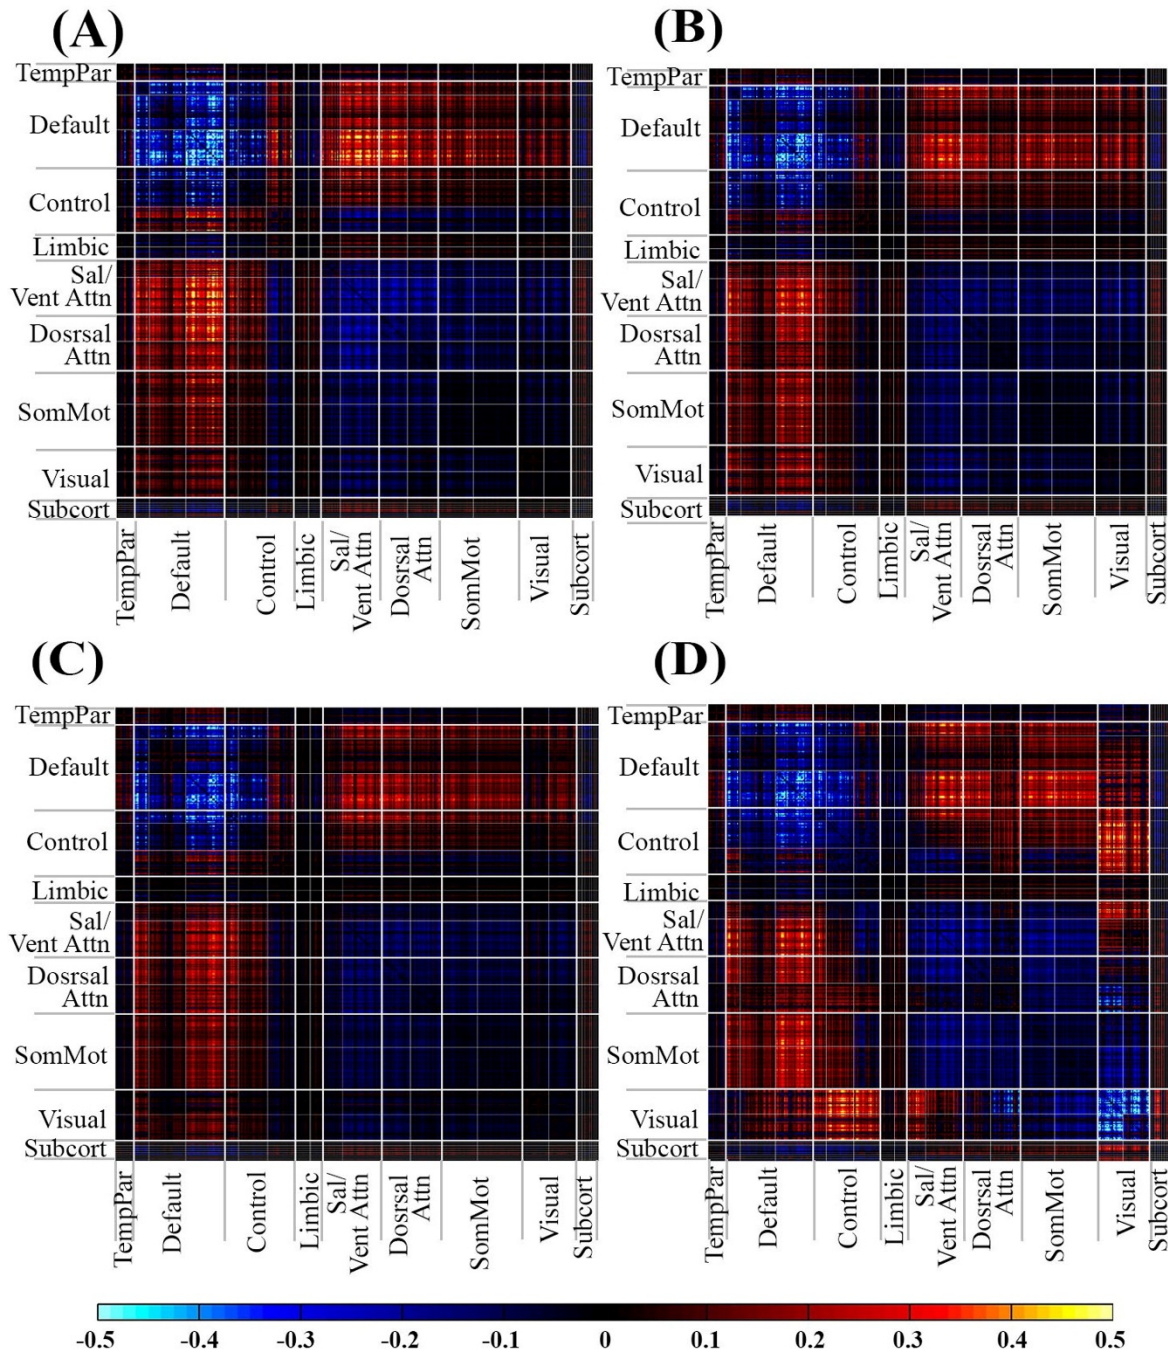 (A)
TempPar
Default
Control
Limbic
Sal/
Vent Attn
Dosrsal
Attn
SomMot
Visual
Subcort
TempPar
Default
Control
Limbic
Sal/
Vent Attn
Dosrsal
Attn
SomMot
Visual
Subcort
(B)
TempPar
Default
Control
Limbic
Sal/
Vent Attn
Dosrsal
Attn
SomMot
Visual
Subcort
TempPar
Default
Control
Limbic
Sal/
Vent Attn
Dosrsal
Attn
SomMot
Visual
Subcort
(C)
TempPar
Default
Control
Limbic
Sal/
Vent Attn
Dosrsal
Attn
SomMot
Visual
Subcort
TempPar
Default
Control
Limbic
Sal/
Vent Attn
Dosrsal
Attn
SomMot
Visual
Subcort
(D)
TempPar
Default
Control
Limbic
Sal/
Vent Attn
Dosrsal
Attn
SomMot
Visual
Subcort
TempPar
Default
Control
Limbic
Sal/
Vent Attn
Dosrsal
Attn
SomMot
Visual
Subcort
-0.5 -0.4 -0.3 -0.2 -0.1 0 0.1 0.2 0.3 0.4 0.5